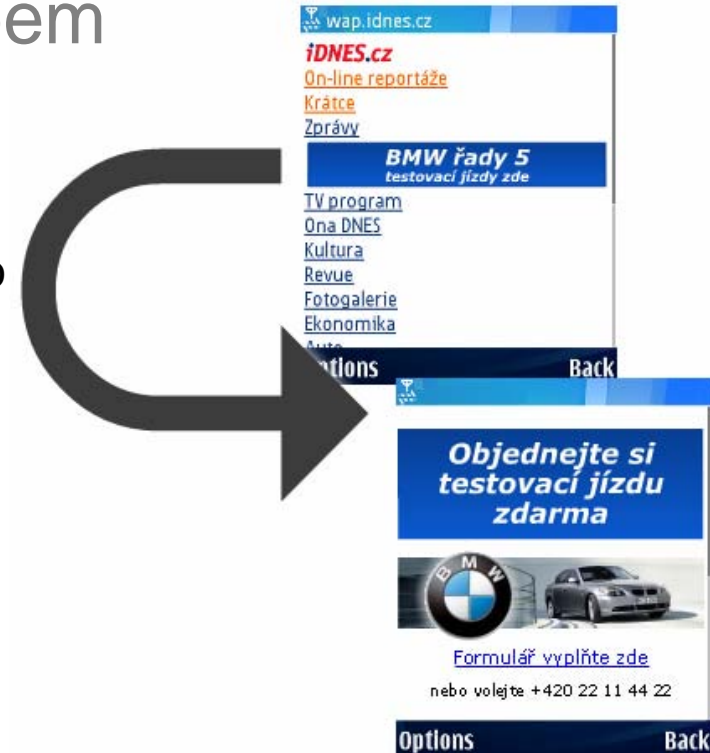 em
wap.idnes.cz
iDNES.cz
On-line reportáže
Krátce
Zprávy
BMW řady 5
testovací jízdy zde
TV program
Ona DNES
Kultura
Revue
Fotogalerie
Ekonomika
Auto
Options Back
Objednejte si
testovací jízdu
zdarma
BMW
Formulář vyplňte zde
nebo volejte +420 22 11 44 22
Options Back